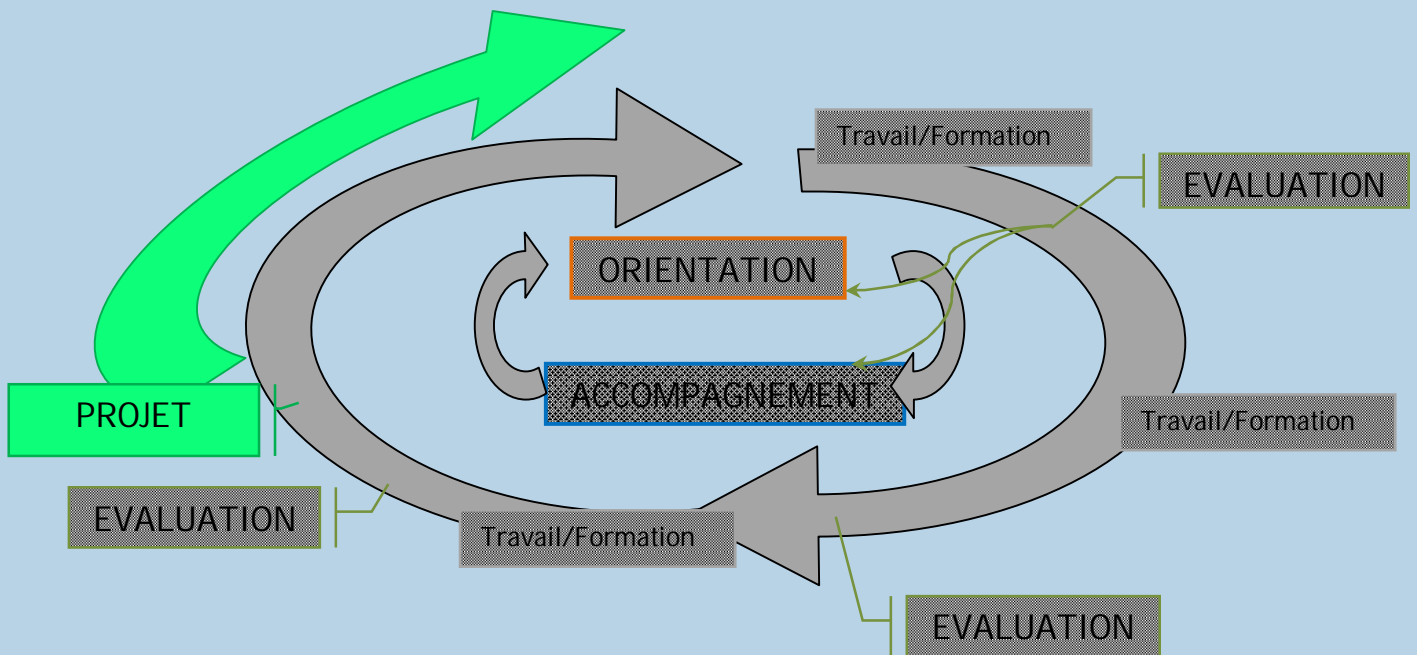 Travail/Formation
EVALUATION
ORIENTATION
ACCOMPAGNEMENT
PROJET
Travail/Formation
EVALUATION
Travail/Formation
EVALUATION